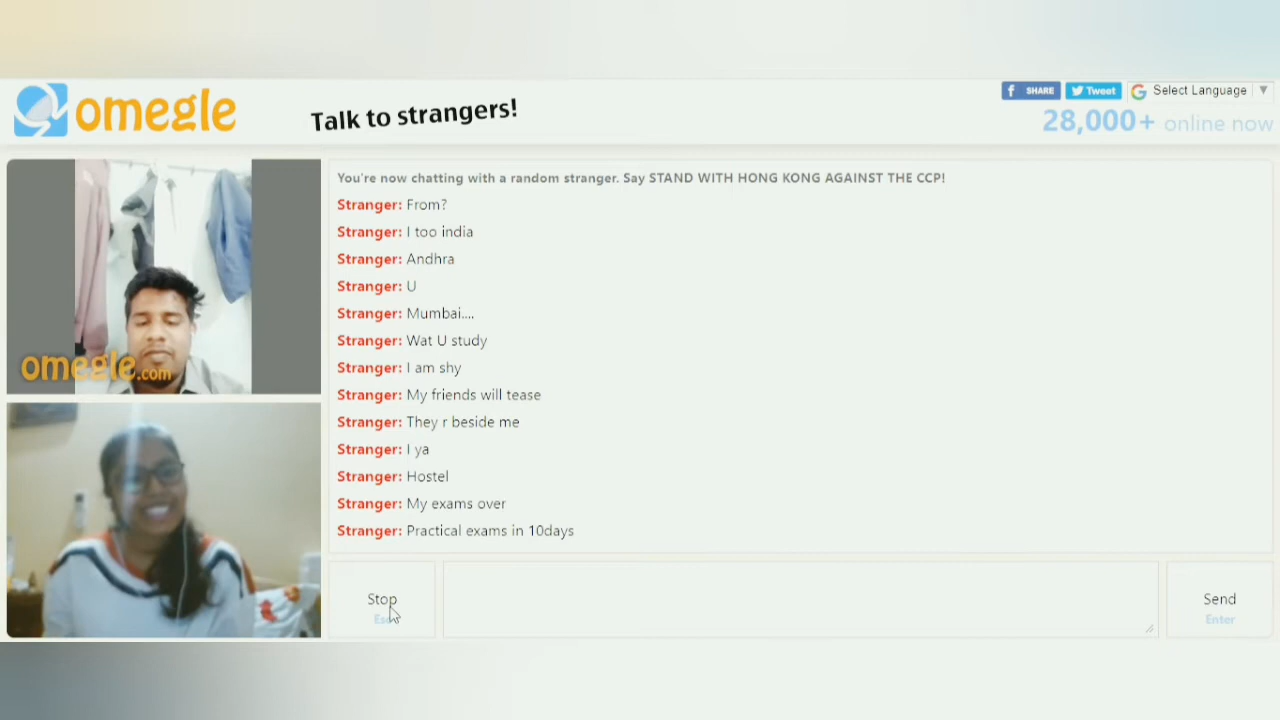 omegle
Talk to strangers!
SHARE
Tweet
Select Language
28,000+ online now
omegle.com
You're now chatting with a random stranger. Say STAND WITH HONG KONG AGAINST THE CCP!
Stranger: From?
Stranger: I too india
Stranger: Andhra
Stranger: U
Stranger: Mumbai....
Stranger: Wat U study
Stranger: I am shy
Stranger: My friends will tease
Stranger: They r beside me
Stranger: I ya
Stranger: Hostel
Stranger: My exams over
Stranger: Practical exams in 10days
Stop
Esc
Send
Enter